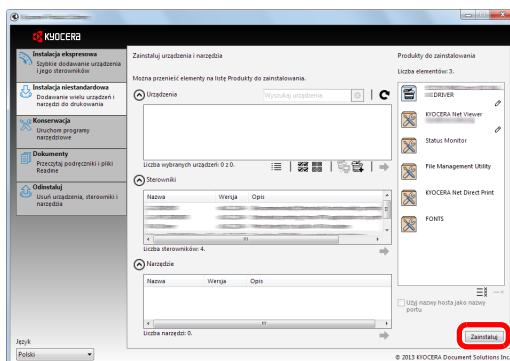 KYOCERA
Instalacja ekspresowa
Szybkie dodawanie urządzenia
i jego sterowników
Instalacja niestandardowa
Dodawanie wielu urządzeń i
narzędzi do drukowania
Konserwacja
Uruchom programy
narzędziowe
Dokumenty
Przeczytaj podręczniki i pliki
Readme
Odinstaluj
Usuń urządzenia, sterowniki i
narzędzia
Język
Polski
Zainstaluj urządzenia i narzędzia
Można przenieść elementy na listę Produkty do zainstalowania.
Urządzenia
Wyszukaj urządzenia
Liczba wybranych urządzeń: 0 z 0.
Sterowniki
Nazwa Wersja Opis
Liczba sterowników: 4.
Narzędzie
Nazwa Wersja Opis
Liczba narzędzi: 0.
Produkty do zainstalowania
Liczba elementów: 3.
DRIVER
KYOCERA Net Viewer
Status Monitor
File Management Utility
KYOCERA Net Direct Print
FONTS
Użyj nazwy hosta jako nazwy
portu
Zainstaluj
© 2013 KYOCERA Document Solutions Inc.